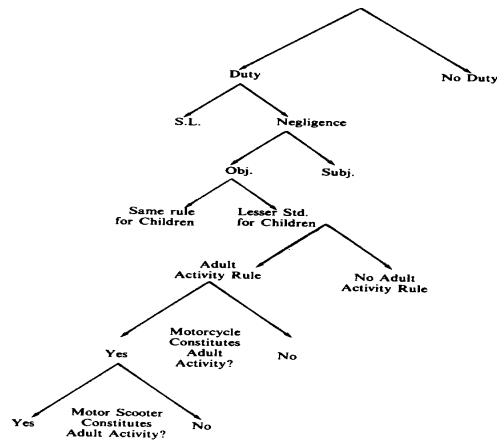 Duty
No Duty
S.L.
Negligence
Obj.
Subj.
Same rule
for Children
Lesser Std.
for Children
Adult
Activity Rule
No Adult
Activity Rule
Motorcycle
Constitutes
Adult
Activity?
Yes
No
Motor Scooter
Constitutes
Adult Activity?
Yes
No